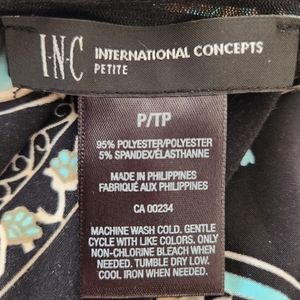 I·N·C INTERNATIONAL CONCEPTS
PETITE
P/TP
95% POLYESTER/POLYESTER
5% SPANDEX/ÉLASTHANNE
MADE IN PHILIPPINES
FABRIQUÉ AUX PHILIPPINES
CA 00234
MACHINE WASH COLD. GENTLE
CYCLE WITH LIKE COLORS. ONLY
NON-CHLORINE BLEACH WHEN
NEEDED. TUMBLE DRY LOW.
COOL IRON WHEN NEEDED.